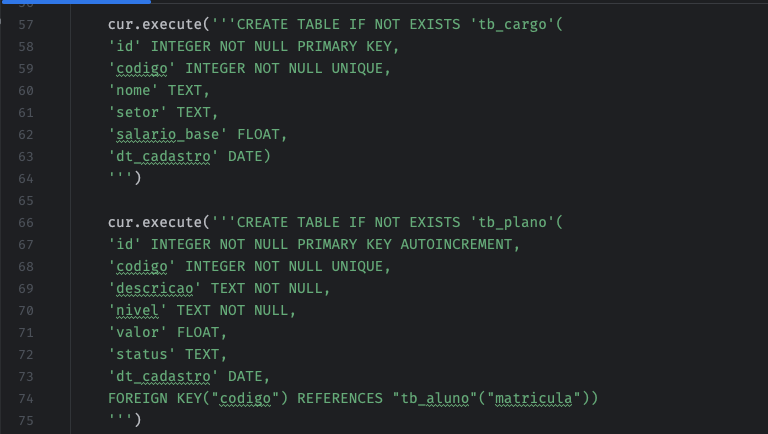 57 cur.execute('''CREATE TABLE IF NOT EXISTS 'tb_cargo'(
58 'id' INTEGER NOT NULL PRIMARY KEY,
59 'codigo' INTEGER NOT NULL UNIQUE,
60 'nome' TEXT,
61 'setor' TEXT,
62 'salario_base' FLOAT,
63 'dt_cadastro' DATE)
64 ''')
65
66 cur.execute('''CREATE TABLE IF NOT EXISTS 'tb_plano'(
67 'id' INTEGER NOT NULL PRIMARY KEY AUTOINCREMENT,
68 'codigo' INTEGER NOT NULL UNIQUE,
69 'descricao' TEXT NOT NULL,
70 'nivel' TEXT NOT NULL,
71 'valor' FLOAT,
72 'status' TEXT,
73 'dt_cadastro' DATE,
74 FOREIGN KEY("codigo") REFERENCES "tb_aluno"("matricula"))
75 ''')